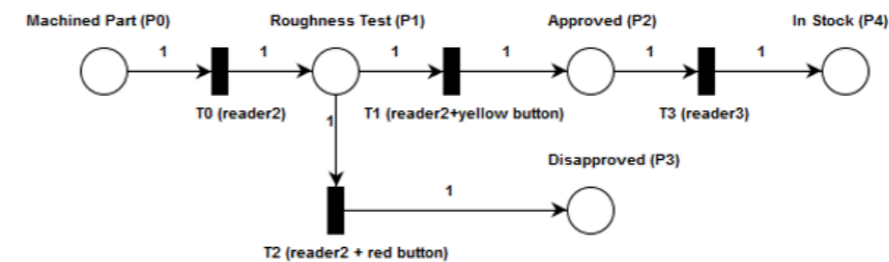 Machined Part (P0) Roughness Test (P1) Approved (P2) In Stock (P4)
1 1 1 1 1 1
T0 (reader2) T1 (reader2+yellow button) T3 (reader3)
1
Disapproved (P3)
1
T2 (reader2 + red button)